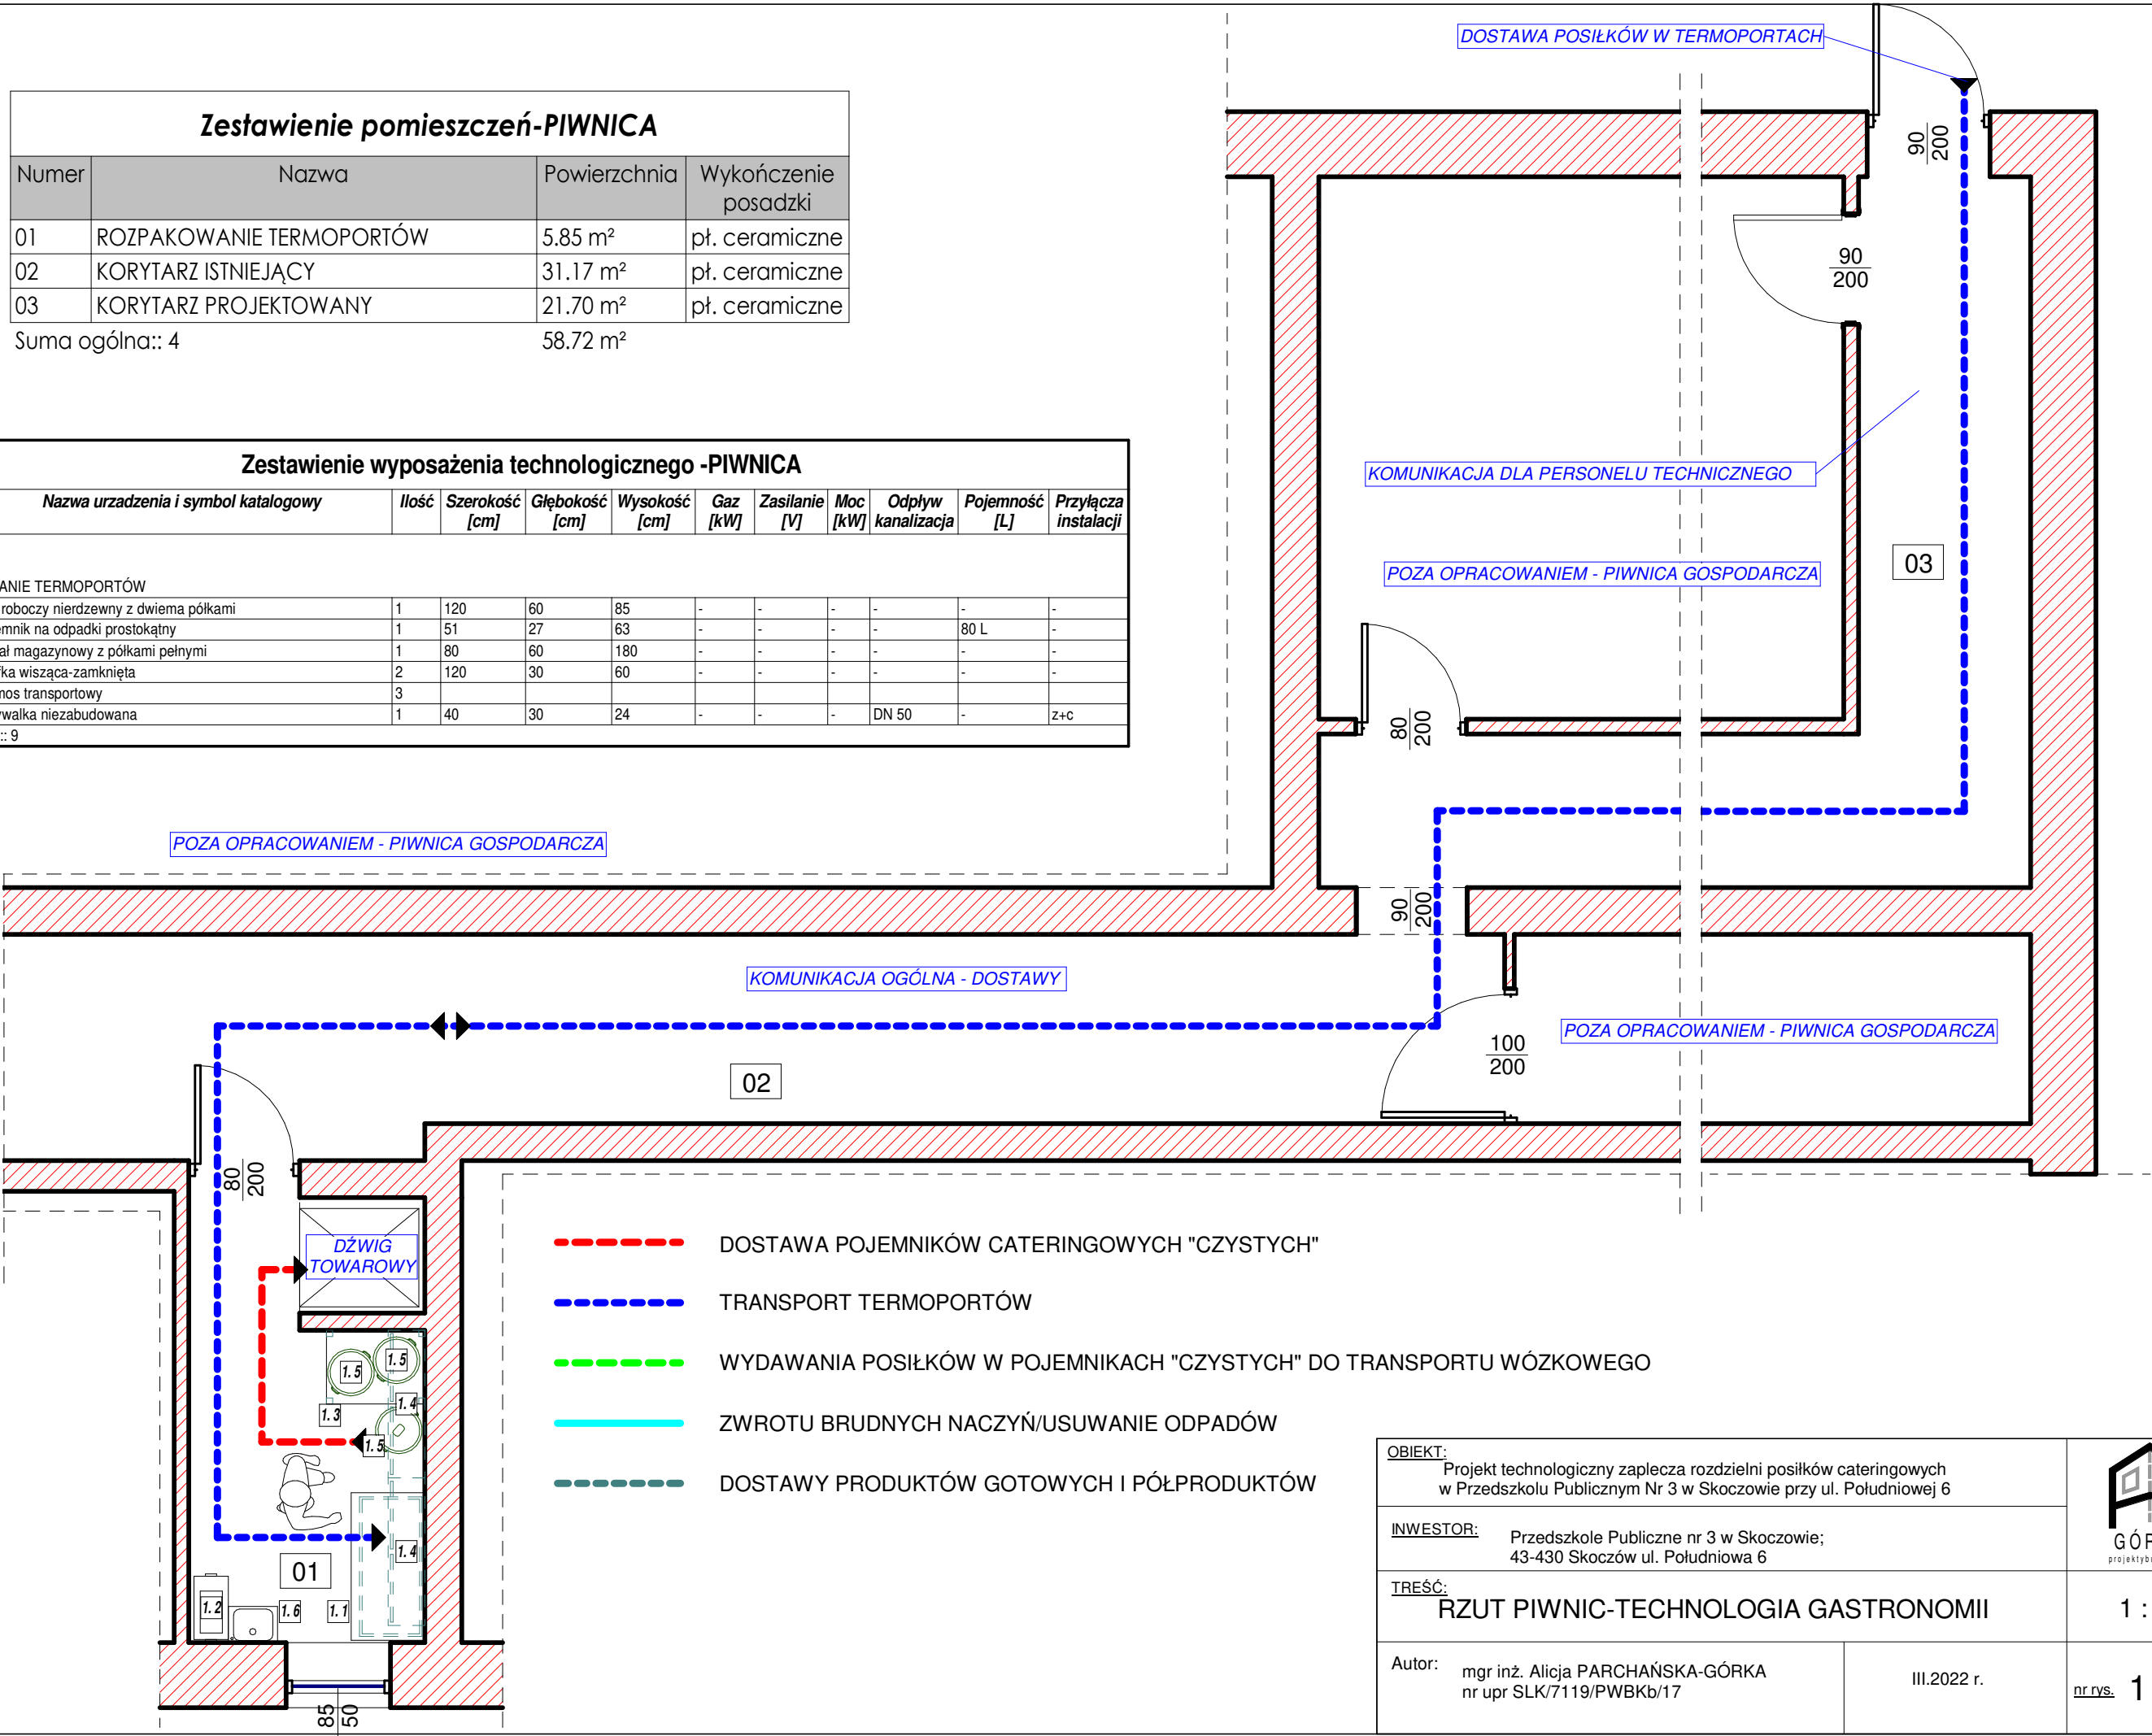 DOSTAWA POSIŁKÓW W TERMOPORTACH
Zestawienie pomieszczeń-PIWNICA
Numer Nazwa Powierzchnia Wykończenie posadzki
01 ROZPAKOWANIE TERMOPORTÓW 5.85 m² pł. ceramiczne
02 KORYTARZ ISTNIEJĄCY 31.17 m² pł. ceramiczne
03 KORYTARZ PROJEKTOWANY 21.70 m² pł. ceramiczne
Suma ogólna:: 4 58.72 m²
90
200
90
200
Zestawienie wyposażenia technologicznego -PIWNICA
Nazwa urzadzenia i symbol katalogowy Ilość Szerokość [cm] Głębokość [cm] Wysokość [cm] Gaz [kW] Zasilanie [V] Moc [kW] Odpływ kanalizacja Pojemność [L] Przyłącza instalacji
ANIE TERMOPORTÓW
roboczy nierdzewny z dwiema półkami 1 120 60 85 - - - - - -
mnik na odpadki prostokątny 1 51 27 63 - - - - 80 L -
ał magazynowy z półkami pełnymi 1 80 60 180 - - - - - -
ka wisząca-zamknięta 2 120 30 60 - - - - - -
mos transportowy 3
walka niezabudowana 1 40 30 24 - - - DN 50 - z+c
:: 9
KOMUNIKACJA DLA PERSONELU TECHNICZNEGO
POZA OPRACOWANIEM - PIWNICA GOSPODARCZA
03
80
200
POZA OPRACOWANIEM - PIWNICA GOSPODARCZA
90
200
KOMUNIKACJA OGÓLNA - DOSTAWY
POZA OPRACOWANIEM - PIWNICA GOSPODARCZA
100
200
02
80
200
DŹWIG
TOWAROWY
DOSTAWA POJEMNIKÓW CATERINGOWYCH "CZYSTYCH"
TRANSPORT TERMOPORTÓW
WYDAWANIA POSIŁKÓW W POJEMNIKACH "CZYSTYCH" DO TRANSPORTU WÓZKOWEGO
ZWROTU BRUDNYCH NACZYŃ/USUWANIE ODPADÓW
DOSTAWY PRODUKTÓW GOTOWYCH I PÓŁPRODUKTÓW
1.5
1.5
1.4
1.3
1.5
1.4
01
1.2
1.6
1.1
85
50
OBIEKT:
Projekt technologiczny zaplecza rozdzielni posiłków cateringowych
w Przedszkolu Publicznym Nr 3 w Skoczowie przy ul. Południowej 6
INWESTOR:
Przedszkole Publiczne nr 3 w Skoczowie;
43-430 Skoczów ul. Południowa 6
GÓR
projektyb
TREŚĆ:
RZUT PIWNIC-TECHNOLOGIA GASTRONOMII
1 :
Autor:
mgr inż. Alicja PARCHAŃSKA-GÓRKA
nr upr SLK/7119/PWBKb/17
III.2022 r.
nr rys. 1